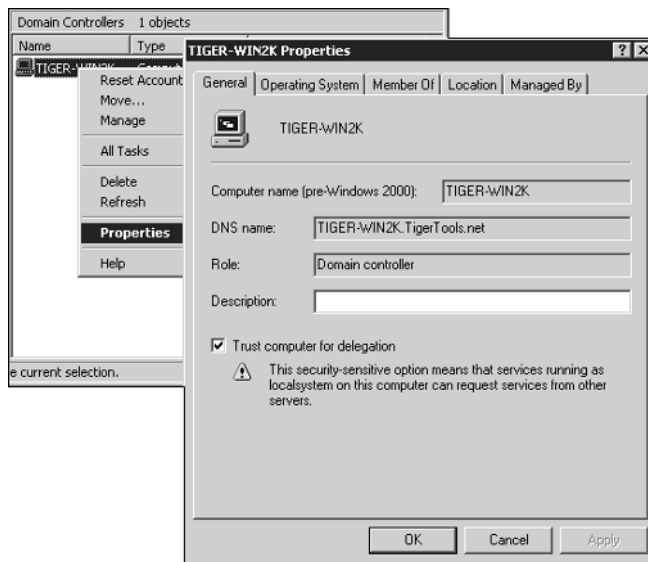 Domain Controllers 1 objects
Name Type
TIGER-WIN2K
Reset Account
Move...
Manage
All Tasks
Delete
Refresh
Properties
Help
e current selection.
TIGER-WIN2K Properties
General Operating System Member Of Location Managed By
TIGER-WIN2K
Computer name (pre-Windows 2000): TIGER-WIN2K
DNS name: TIGER-WIN2K.TigerTools.net
Role: Domain controller
Description:
Trust computer for delegation
This security-sensitive option means that services running as
localsystem on this computer can request services from other
servers.
OK Cancel Apply